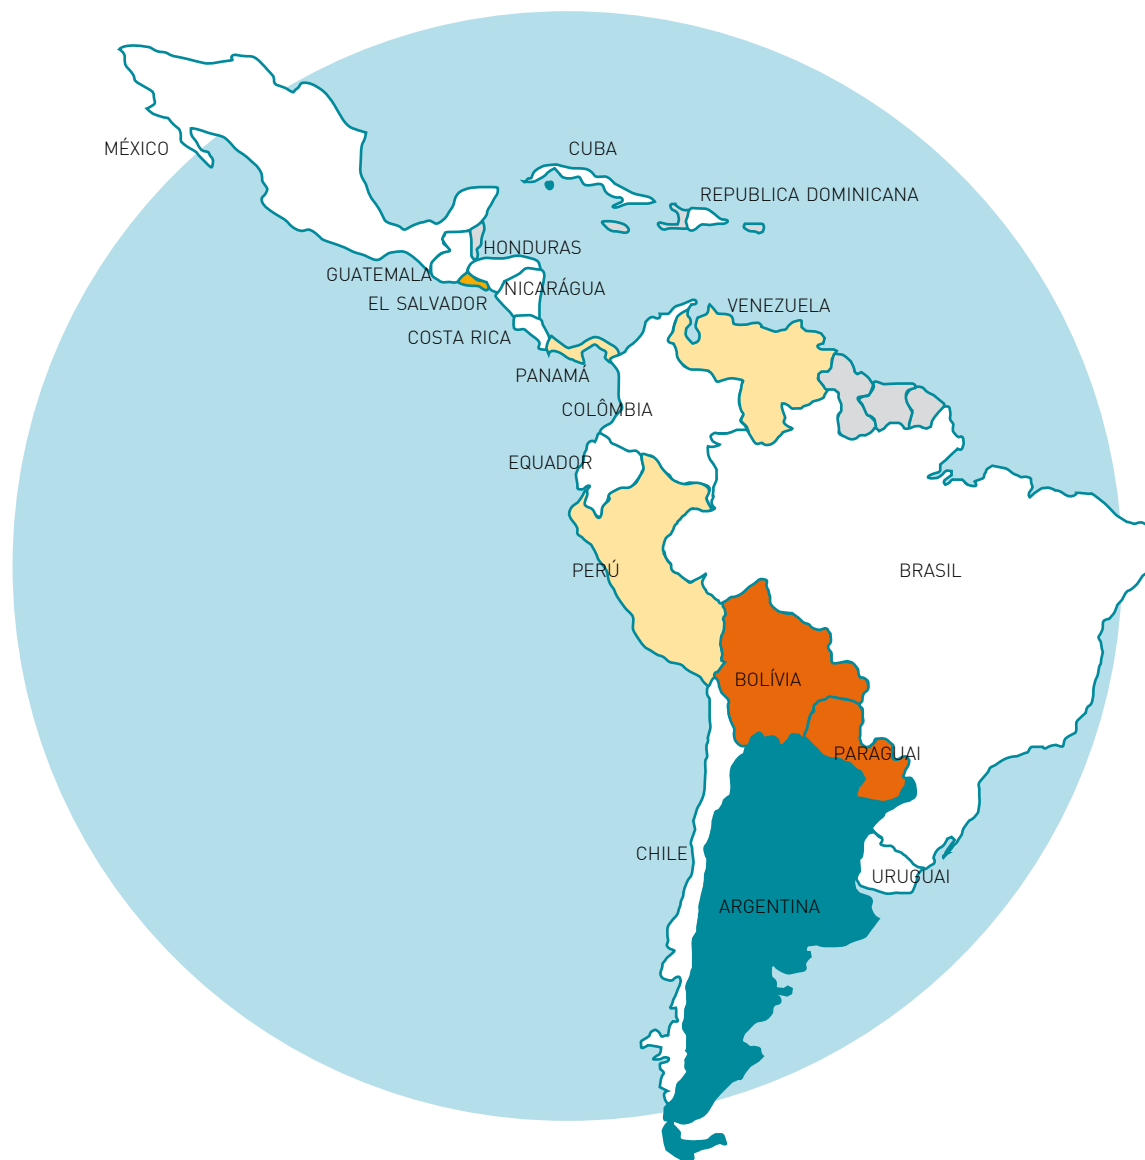 MÉXICO
CUBA
REPUBLICA DOMINICANA
HONDURAS
GUATEMALA
NICARÁGUA
EL SALVADOR
VENEZUELA
COSTA RICA
PANAMÁ
COLÔMBIA
EQUADOR
PERÚ
BRASIL
BOLÍVIA
PARAGUAI
CHILE
URUGUAI
ARGENTINA